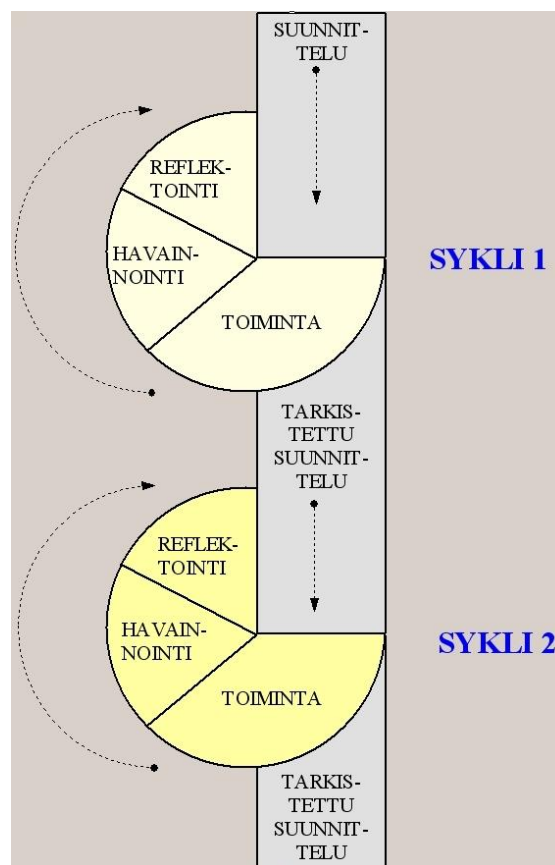 SUUNNIT-
TELU
REFLEK-
TOINTI
HAVAIN-
NOINTI
SYKLI 1
TOIMINTA
TARKIS-
TETTU
SUUNNIT-
TELU
REFLEK-
TOINTI
HAVAIN-
NOINTI
SYKLI 2
TOIMINTA
TARKIS-
TETTU
SUUNNIT-
TELU